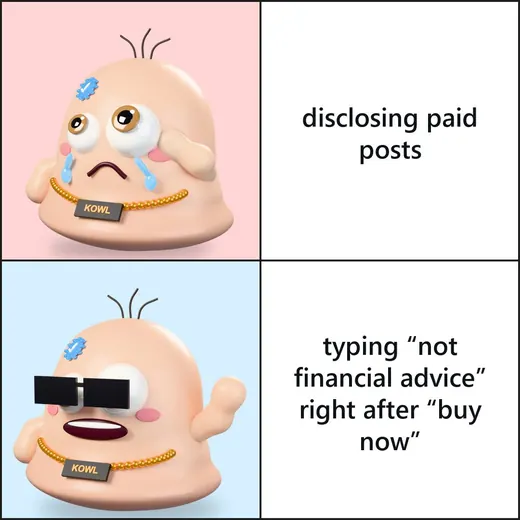 disclosing paid
posts
KOWL
typing “not
financial advice”
right after “buy
now”
KOWL